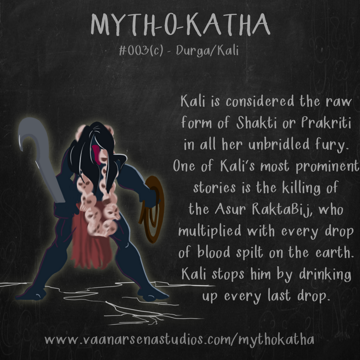 MYTH-O-KATHA
#003(c) - Durga/Kali
Kali is considered the raw
form of Shakti or Prakriti
in all her unbridled fury.
One of Kali's most prominent
stories is the killing of
the Asur RaktaBij, who
multiplied with every drop
of blood spilt on the earth.
Kali stops him by drinking
up every last drop.
www.vaanarsenastudios.com/mythokatha